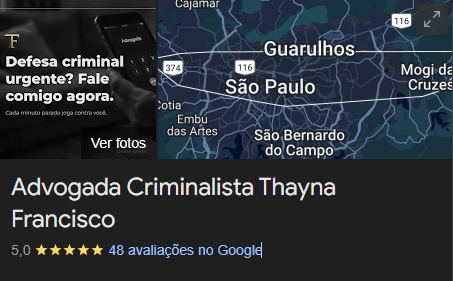 TF
Advogado
Defesa criminal
urgente? Fale
comigo agora.
Cada minuto parado joga contra você.
Ver fotos
Cajamar
116
Guarulhos
374
116
Mogi da
Cruzes
São Paulo
Cotia
Embu
das Artes
São Bernardo
do Campo
Advogada Criminalista Thayna
Francisco
5,0 ★★★★★ 48 avaliações no Google